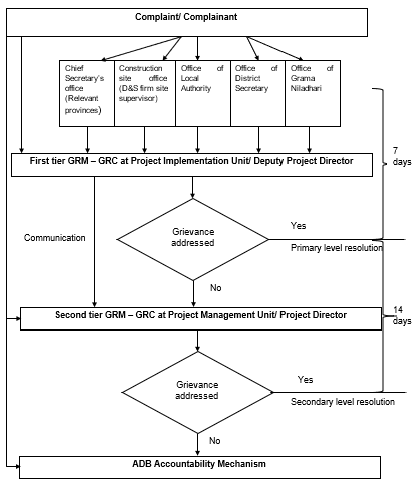 Complaint/ Complainant
Chief
Secretary's
office
(Relevant
provinces)
Construction
site office
(D&S firm site
supervisor)
Office of
Local
Authority
Office of
District
Secretary
Office of
Grama
Niladhari
7
days
First tier GRM – GRC at Project Implementation Unit/ Deputy Project Director
Communication
Grievance
addressed
Yes
Primary level resolution
No
14
days
Second tier GRM – GRC at Project Management Unit/ Project Director
Grievance
addressed
Yes
Secondary level resolution
No
ADB Accountability Mechanism